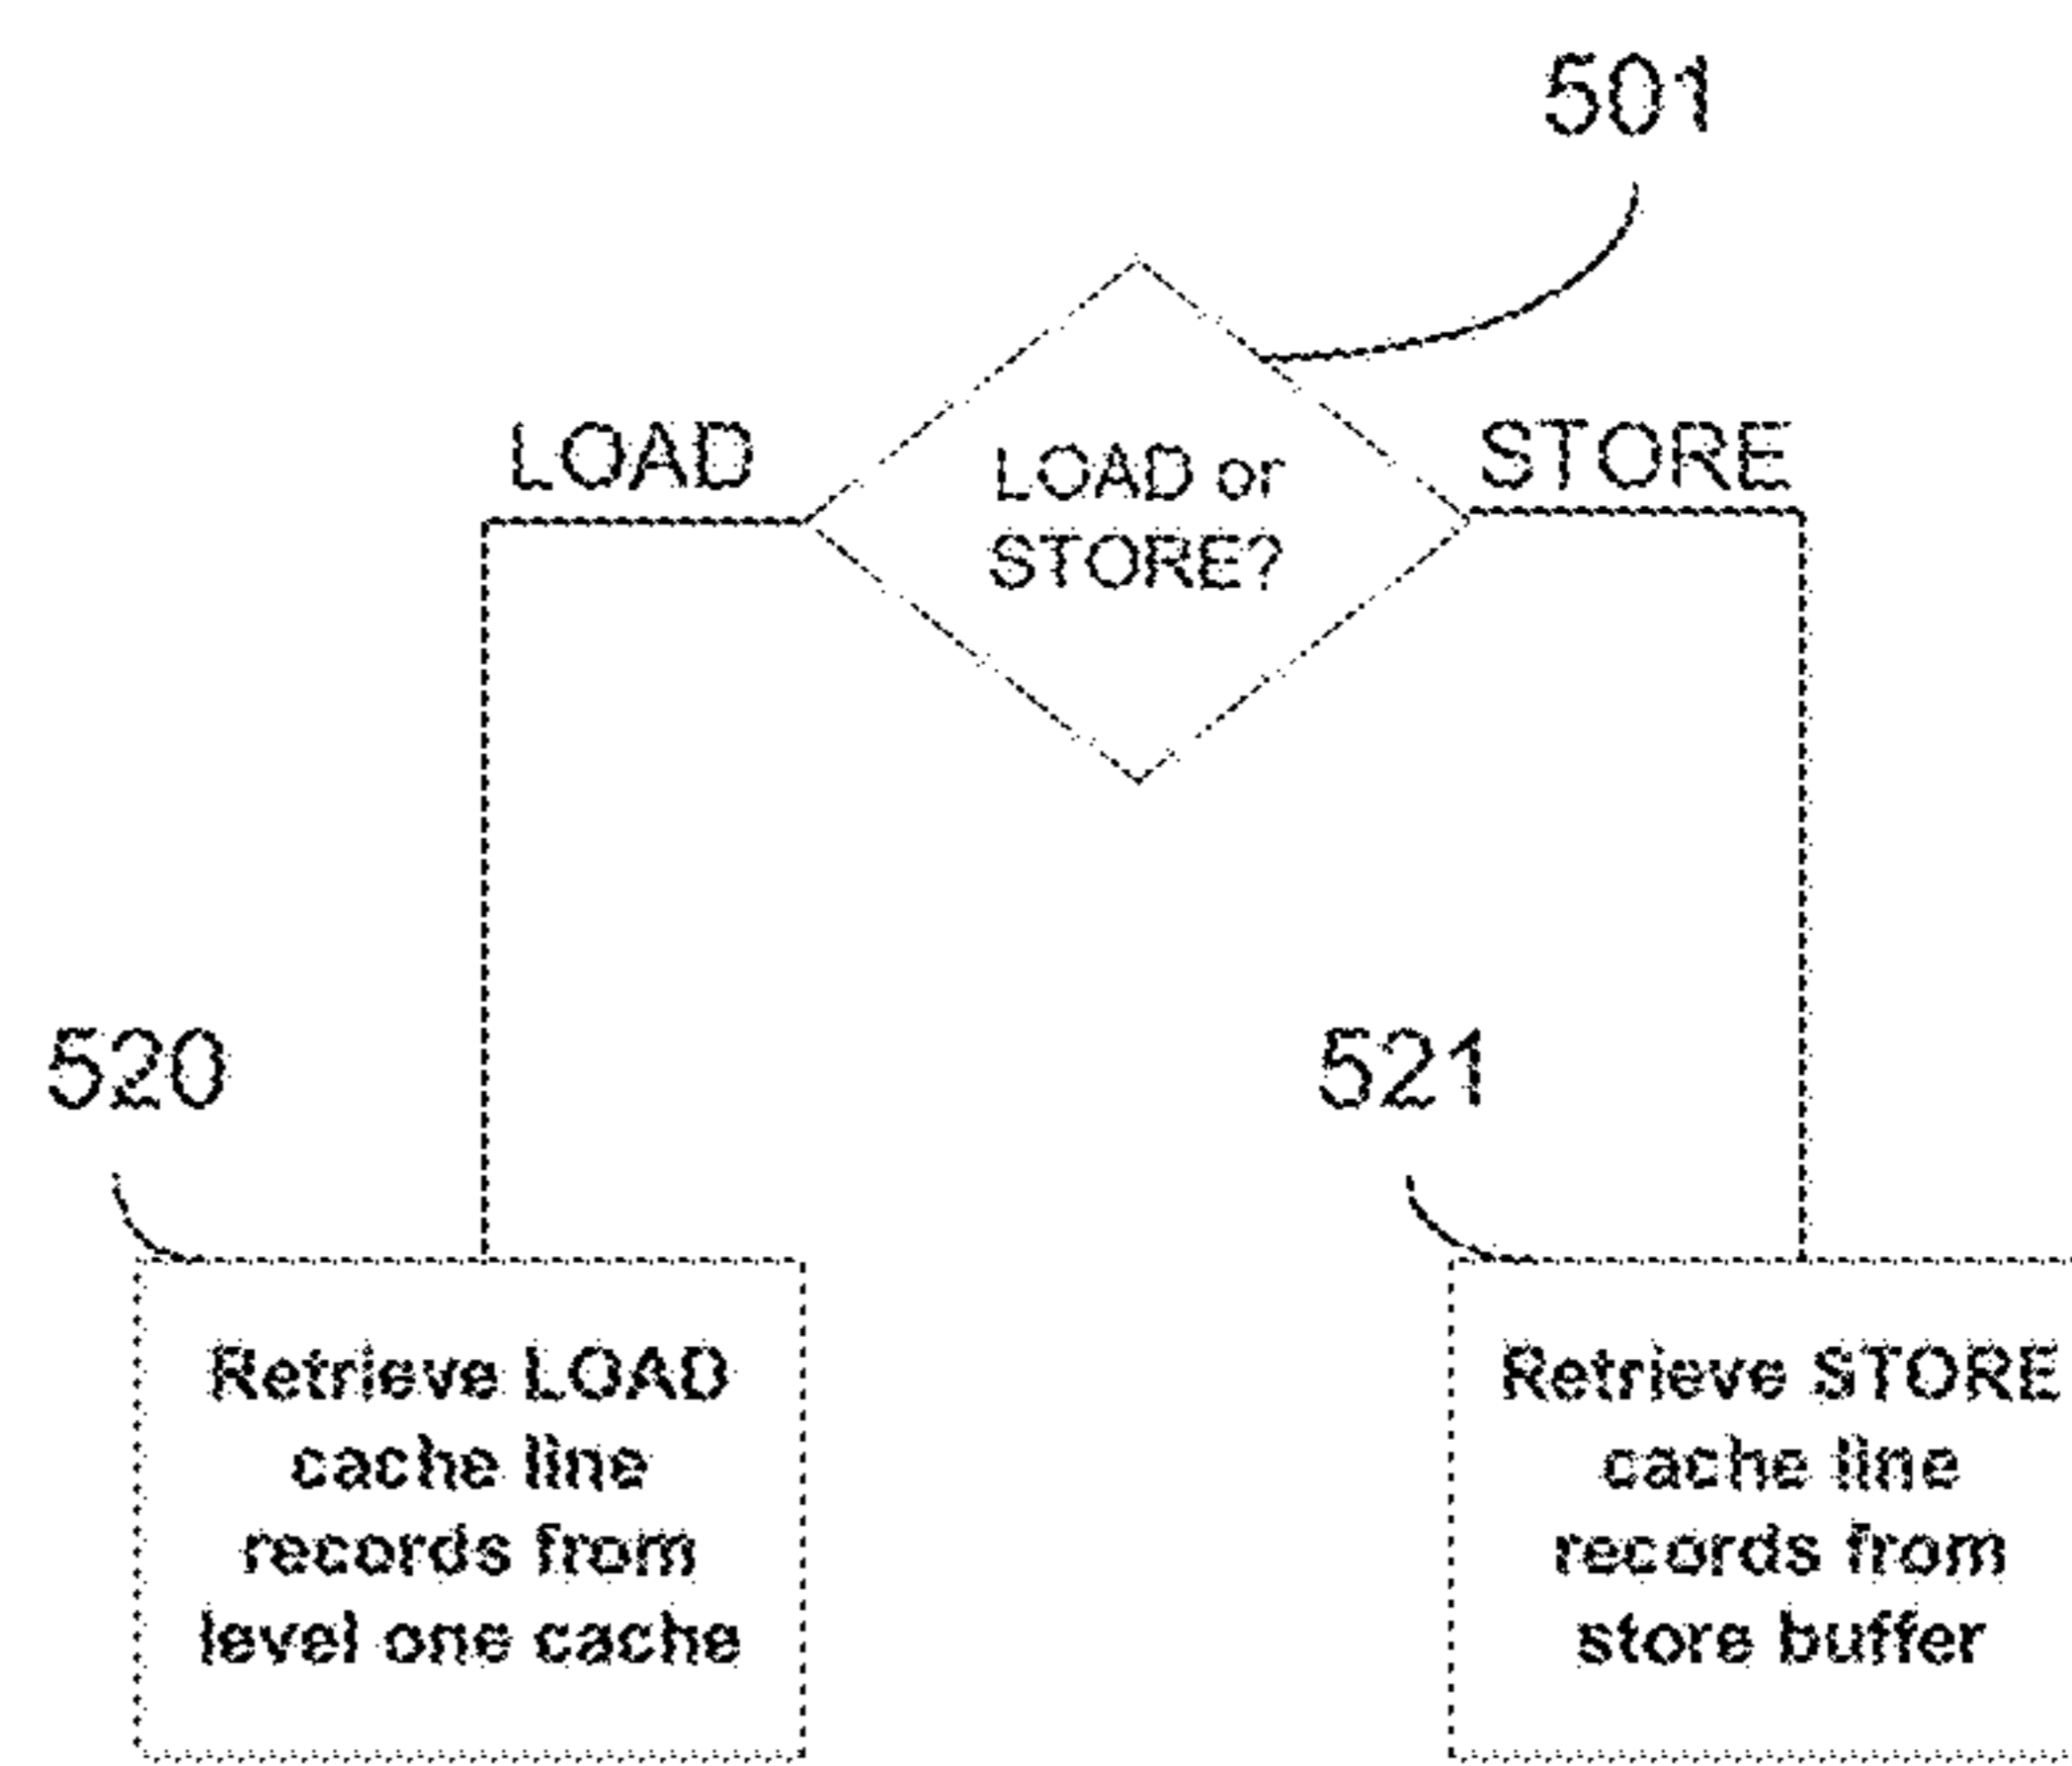 501
LOAD
LOAD or
STORE?
STORE
520
521
Retrieve LOAD
cache line
records from
level one cache
Retrieve STORE
cache line
records from
store buffer